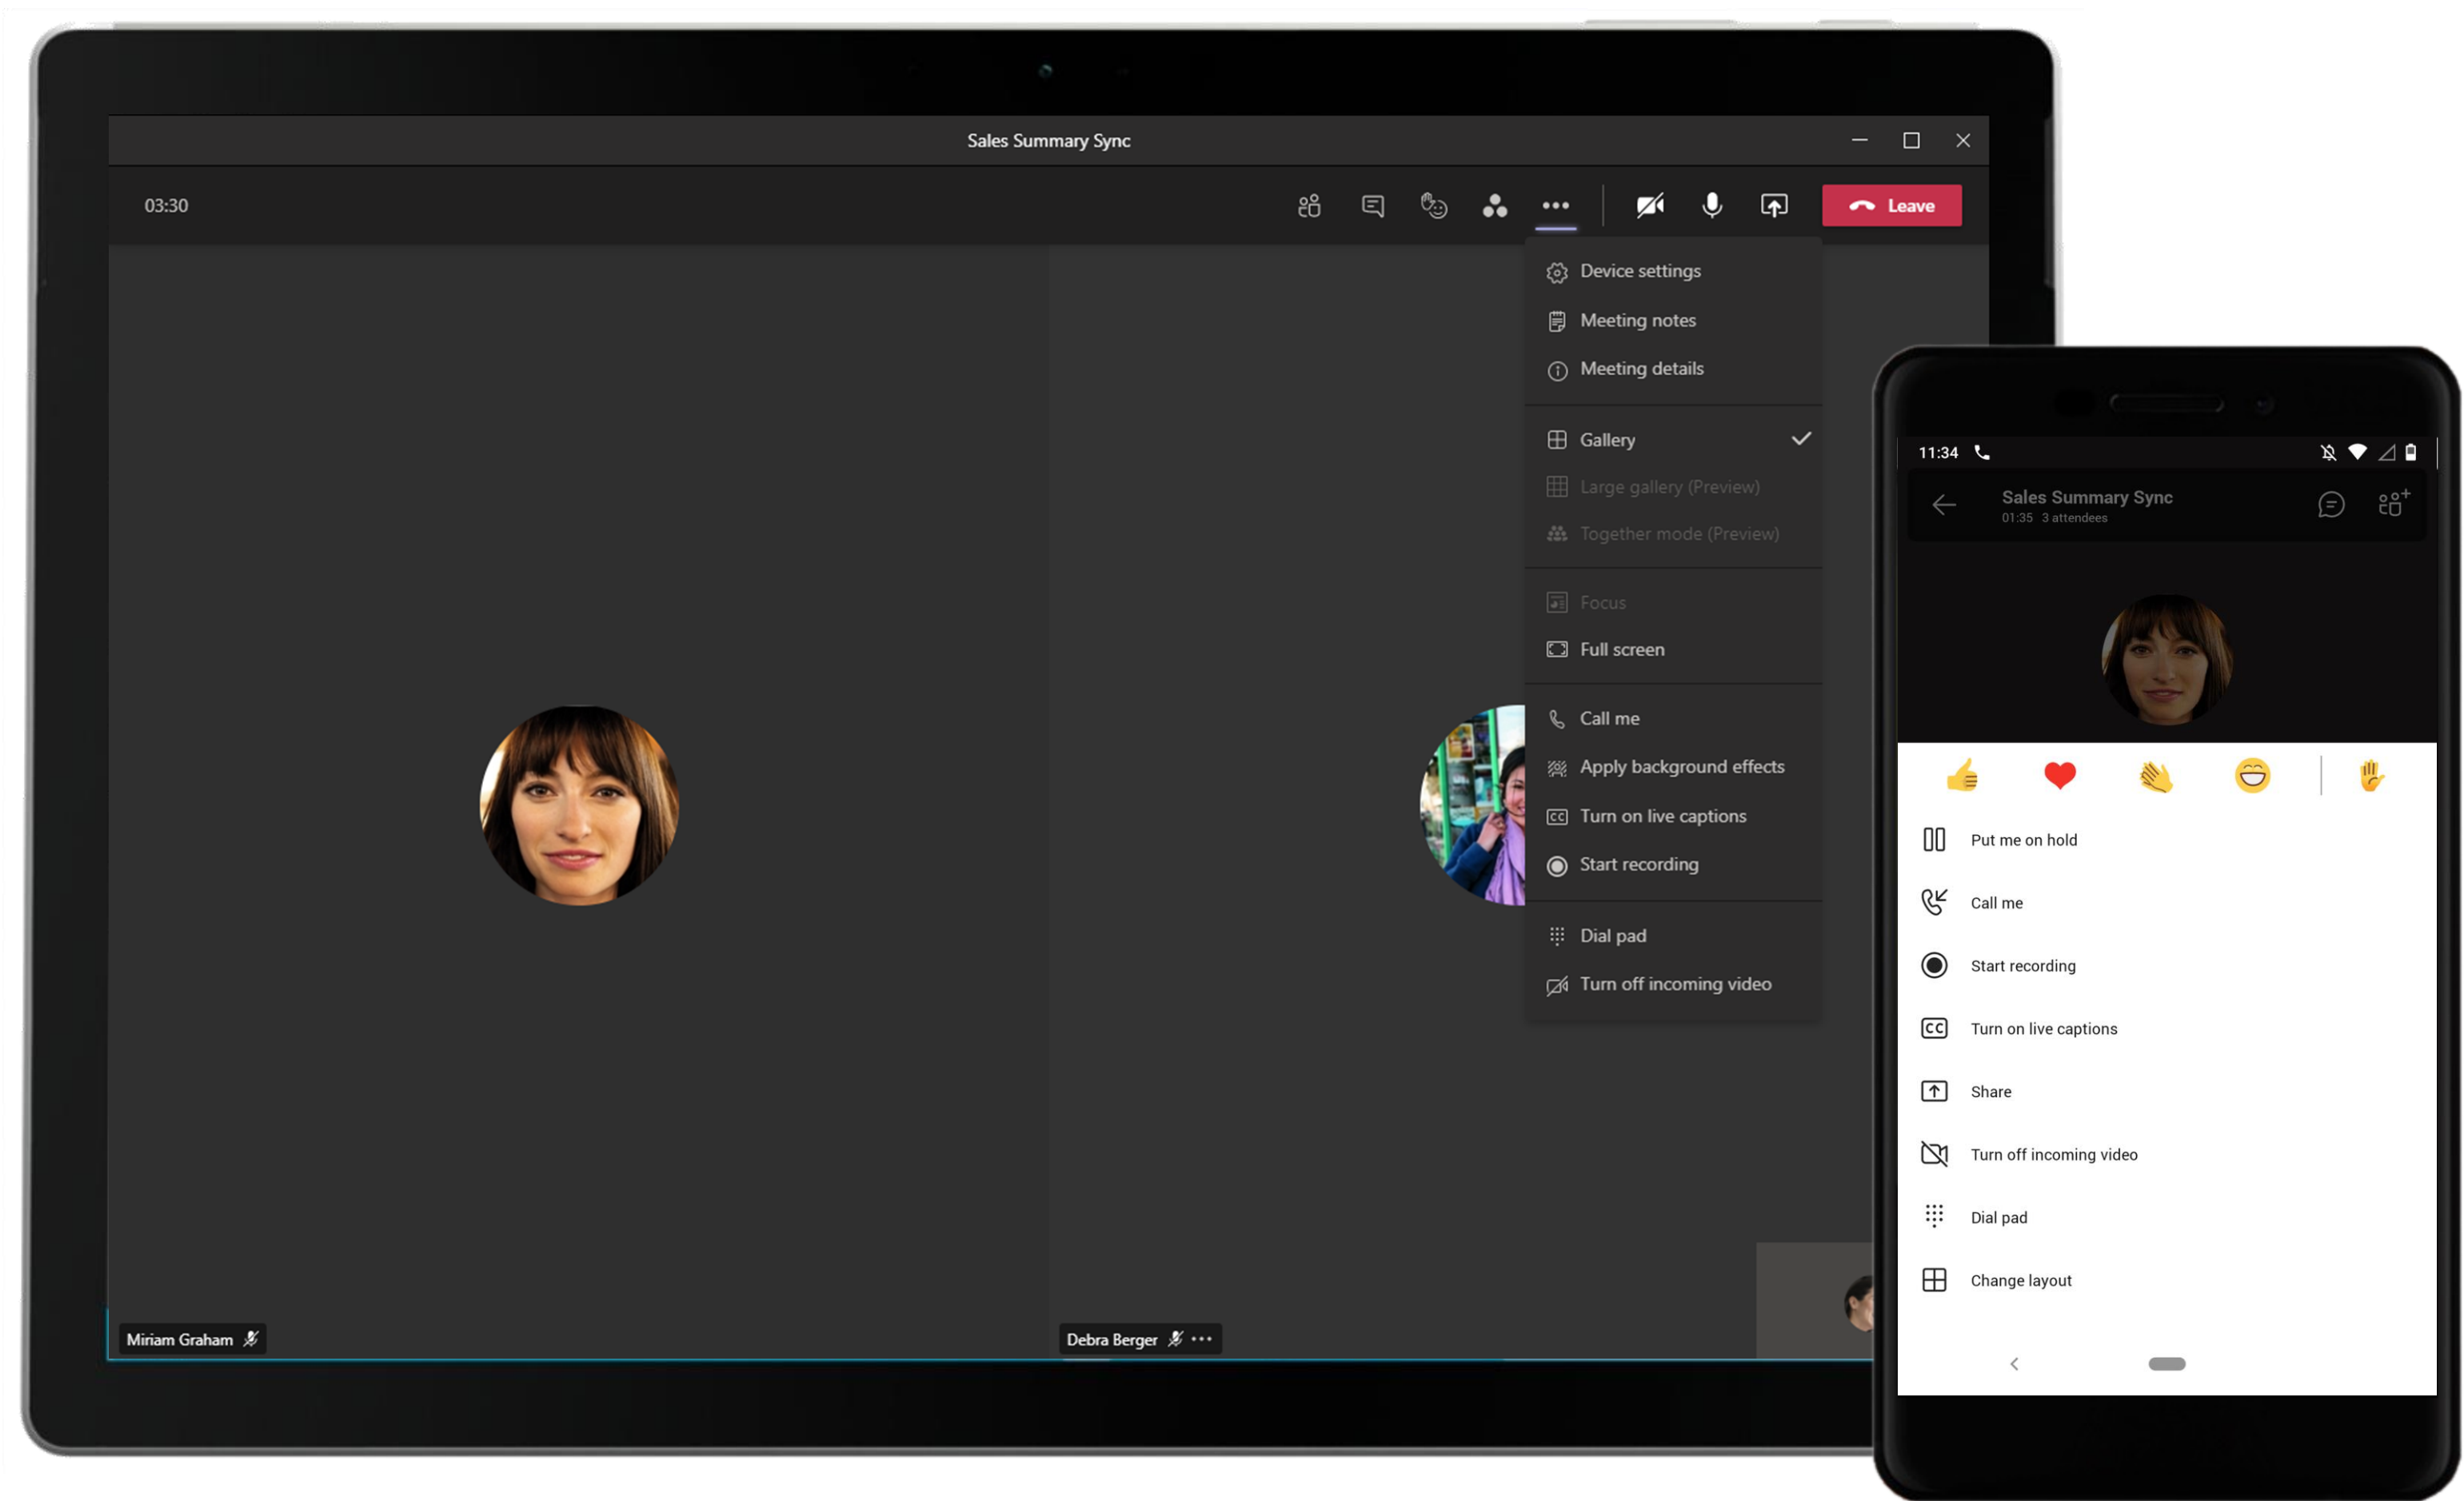 Sales Summary Sync
03:30
Leave
Device settings
Meeting notes
Meeting details
Gallery
Large gallery (Preview)
Together mode (Preview)
Focus
Full screen
Call me
Apply background effects
CC Turn on live captions
Start recording
Dial pad
Turn off incoming video
Miriam Graham
Debra Berger
11:34
Sales Summary Sync
01:35 3 attendees
Put me on hold
Call me
Start recording
CC Turn on live captions
Share
Turn off incoming video
Dial pad
Change layout